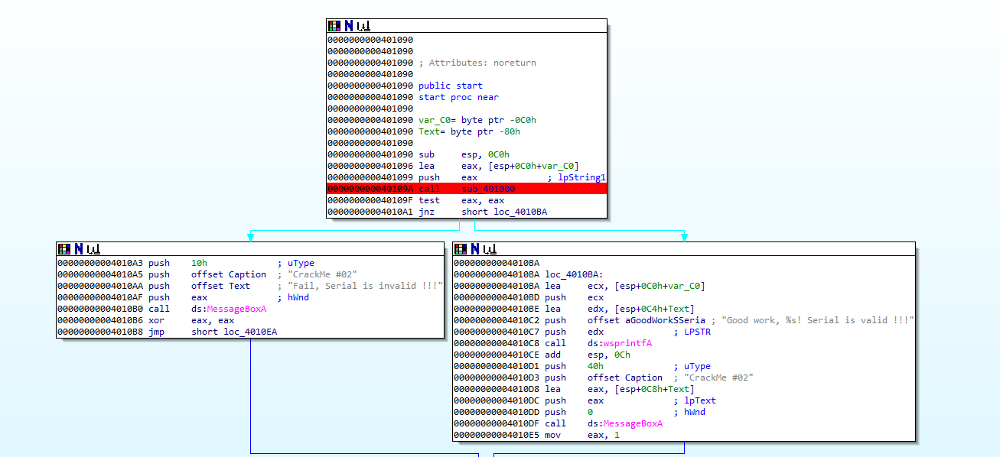 0000000000401090
0000000000401090
0000000000401090 ; Attributes: noreturn
0000000000401090
0000000000401090 public start
0000000000401090 start proc near
0000000000401090
0000000000401090 var_C0= byte ptr -0C0h
0000000000401090 Text= byte ptr -80h
0000000000401090
0000000000401090 sub     esp, 0C0h
0000000000401096 lea     eax, [esp+0C0h+var_C0]
0000000000401099 push    eax             ; lpString1
000000000040109A call    sub_401000
000000000040109F test    eax, eax
00000000004010A1 jnz     short loc_4010BA
00000000004010A3 push    10h             ; uType
00000000004010A5 push    offset Caption  ; "CrackMe #02"
00000000004010AA push    offset Text     ; "Fail, Serial is invalid !!!"
00000000004010AF push    eax             ; hWnd
00000000004010B0 call    ds:MessageBoxA
00000000004010B6 xor     eax, eax
00000000004010B8 jmp     short loc_4010EA
00000000004010BA
00000000004010BA loc_4010BA:
00000000004010BA lea     ecx, [esp+0C0h+var_C0]
00000000004010BD push    ecx
00000000004010BE lea     edx, [esp+0C4h+Text]
00000000004010C2 push    offset aGoodWorkSSeria ; "Good work, %s! Serial is valid !!!"
00000000004010C7 push    edx             ; LPSTR
00000000004010C8 call    ds:wsprintfA
00000000004010CE add     esp, 0Ch
00000000004010D1 push    40h             ; uType
00000000004010D3 push    offset Caption  ; "CrackMe #02"
00000000004010D8 lea     eax, [esp+0C8h+Text]
00000000004010DC push    eax             ; lpText
00000000004010DD push    0               ; hWnd
00000000004010DF call    ds:MessageBoxA
00000000004010E5 mov     eax, 1